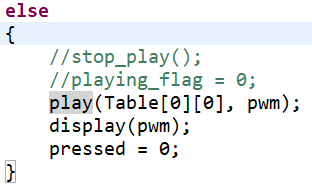 else
{
    //stop_play();
    //playing_flag = 0;
    play(Table[0][0], pwm);
    display(pwm);
    pressed = 0;
}